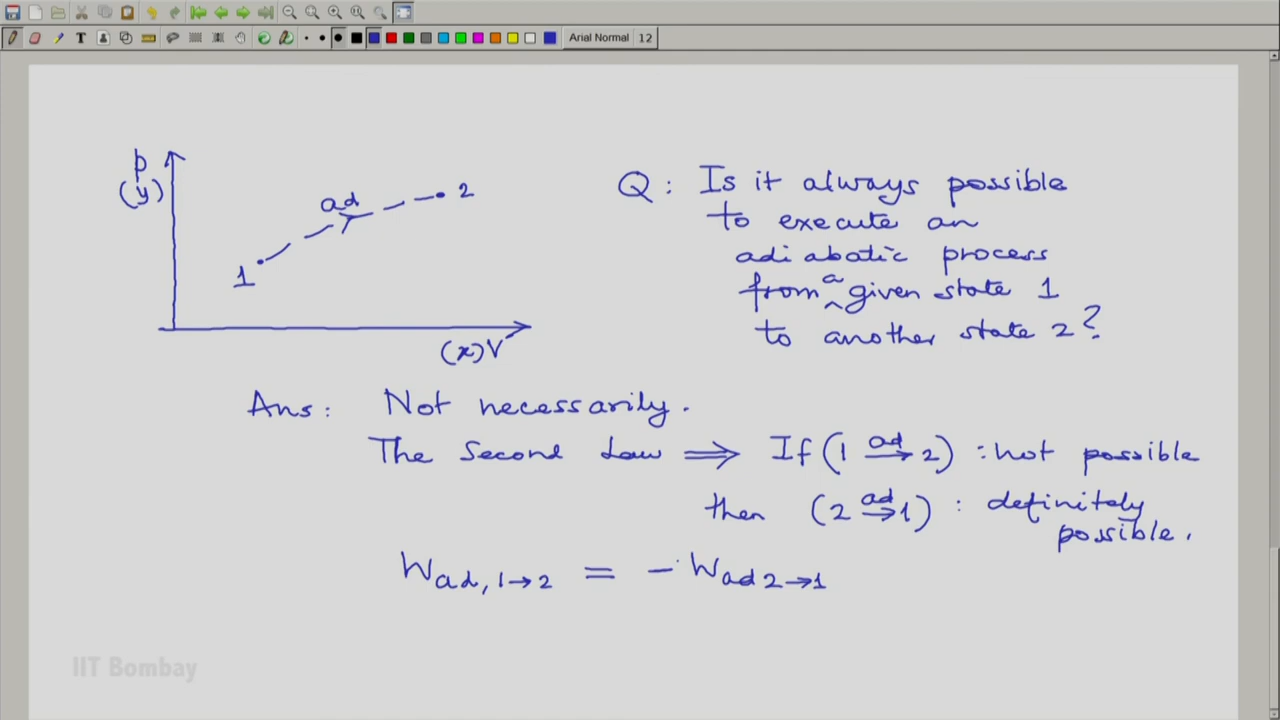 Arial Normal 12
p
(y)
ad
2
1
(x) V
Q: Is it always possible
to execute an
adiabatic process
from a given state 1
to another state 2?
Ans: Not necessarily.
The Second Law ⟹ If (1 ad→ 2) : not possible
then (2 ad→ 1) : definitely
possible.
Wad, 1→2 = - Wad 2→1
IIT Bombay